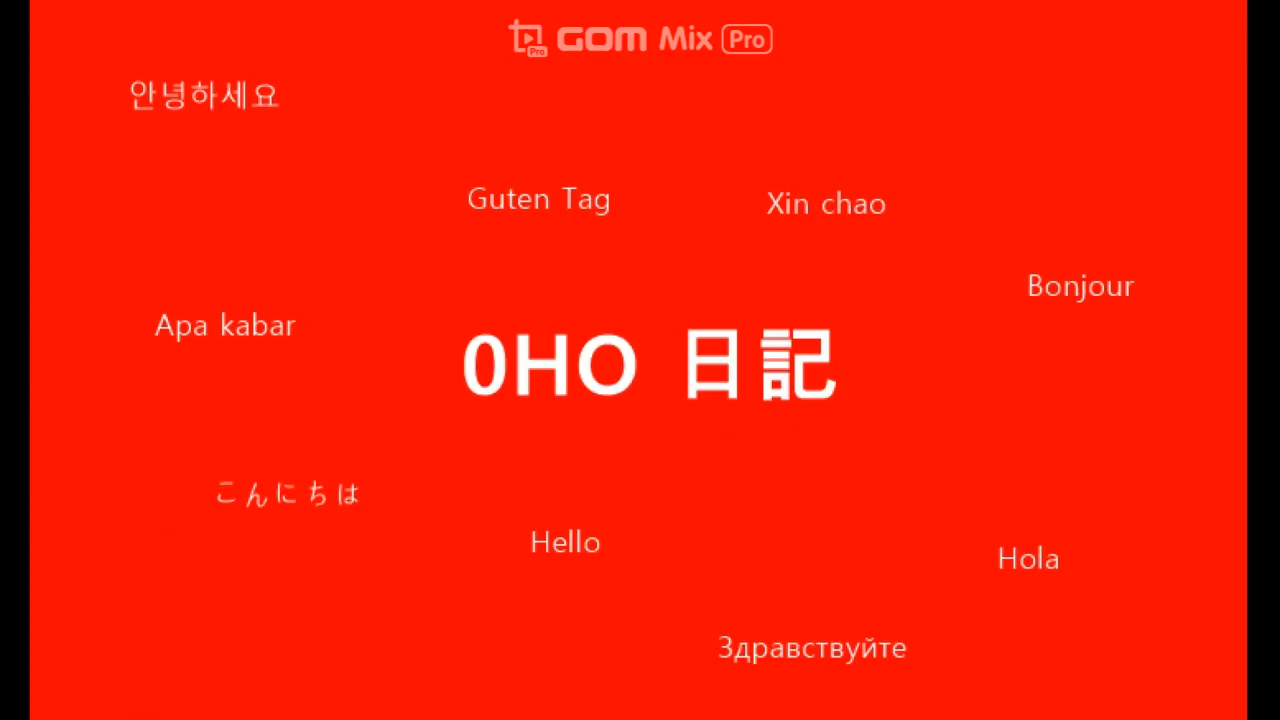 GOM Mix Pro
안녕하세요
Guten Tag
Xin chao
Bonjour
Apa kabar
0HO 日記
こんにちは
Hello
Hola
Здравствуйте